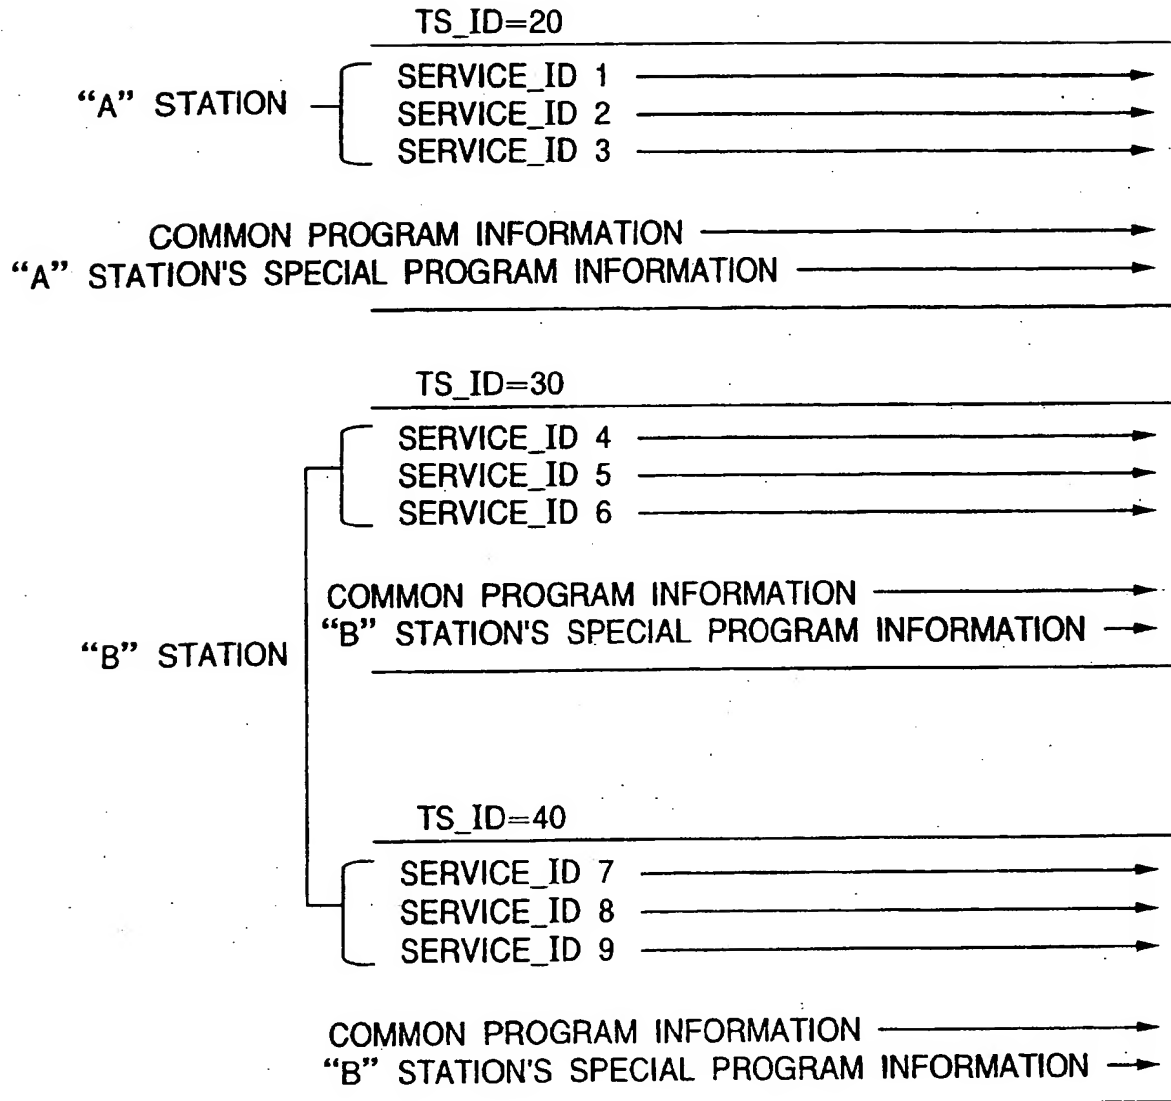 TS_ID=20
SERVICE_ID 1
“A” STATION
SERVICE_ID 2
SERVICE_ID 3
COMMON PROGRAM INFORMATION
“A” STATION'S SPECIAL PROGRAM INFORMATION
TS_ID=30
SERVICE_ID 4
SERVICE_ID 5
SERVICE_ID 6
COMMON PROGRAM INFORMATION
“B” STATION'S SPECIAL PROGRAM INFORMATION
“B” STATION
TS_ID=40
SERVICE_ID 7
SERVICE_ID 8
SERVICE_ID 9
COMMON PROGRAM INFORMATION
“B” STATION'S SPECIAL PROGRAM INFORMATION